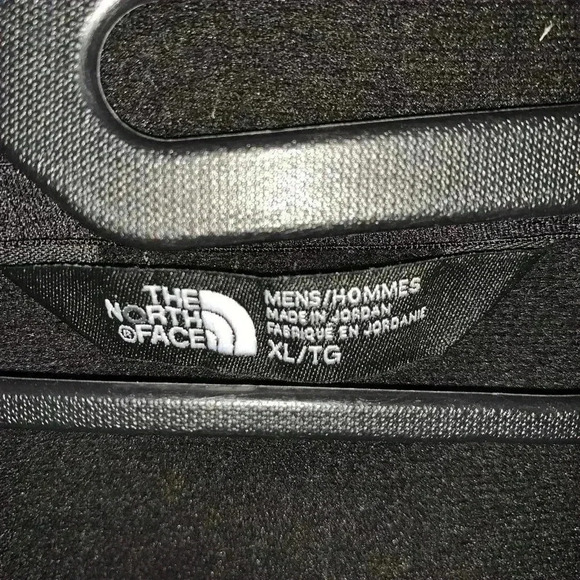 THE
NORTH
®FACE
MENS/HOMMES
MADE IN JORDAN
FABRIQUÉ EN JORDANIE
XL/TG